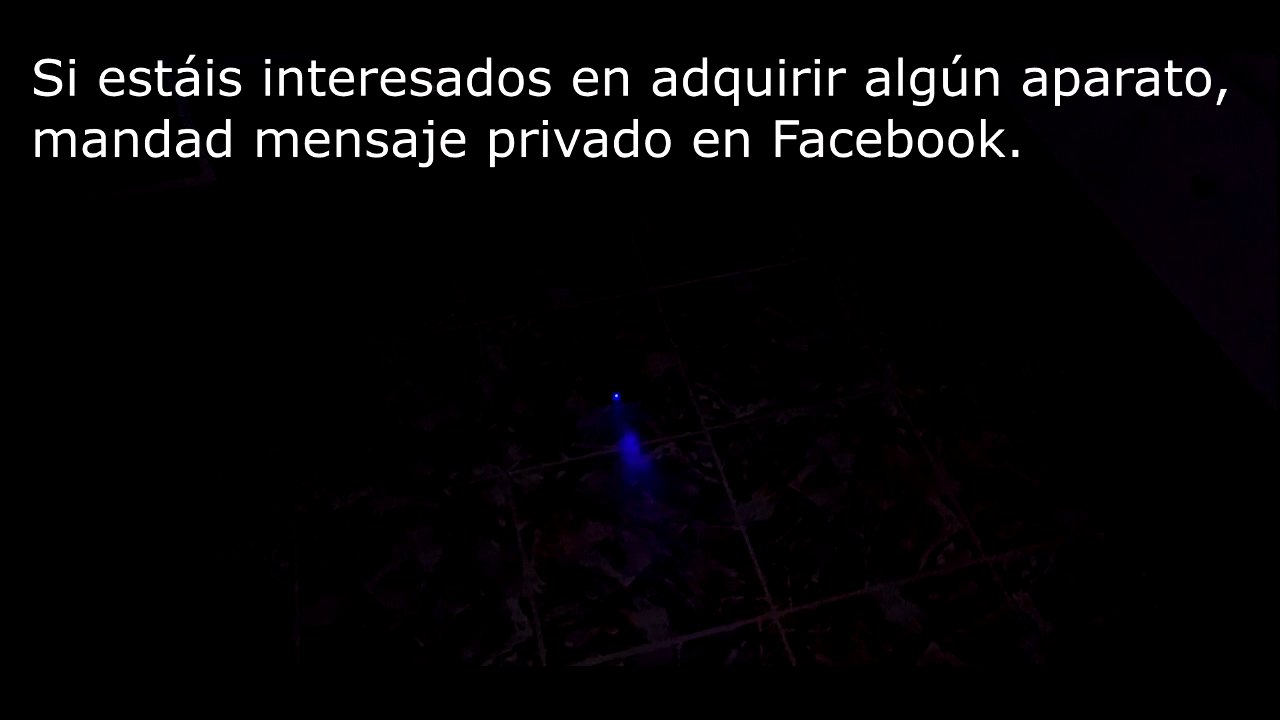 Si estáis interesados en adquirir algún aparato,
mandad mensaje privado en Facebook.